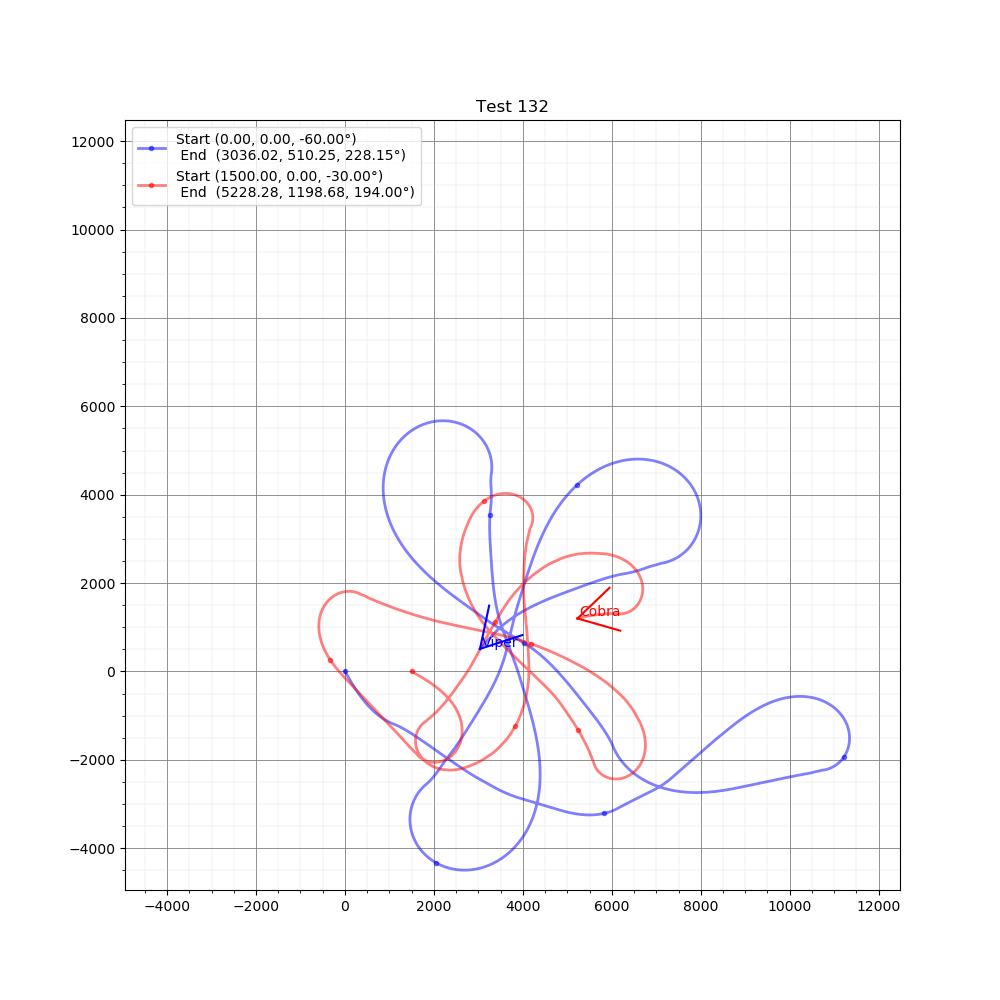 Test 132
Start (0.00, 0.00, -60.00°)
End (3036.02, 510.25, 228.15°)
Start (1500.00, 0.00, -30.00°)
End (5228.28, 1198.68, 194.00°)
12000
10000
8000
6000
4000
2000
0
−2000
−4000
Cobra
Viper
−4000 −2000 0 2000 4000 6000 8000 10000 12000